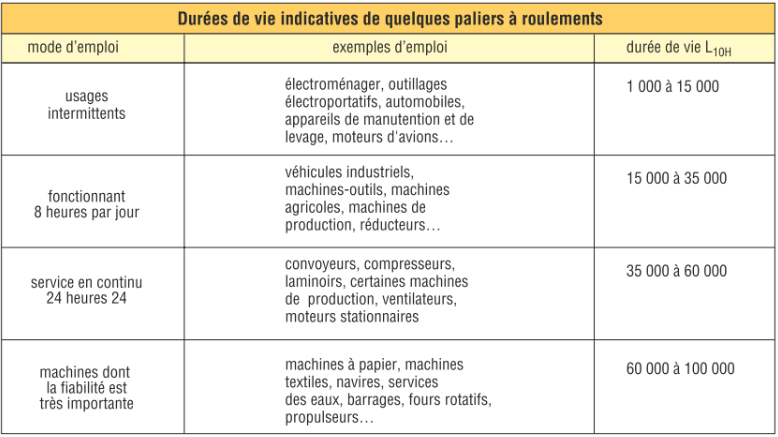 Durées de vie indicatives de quelques paliers à roulements
mode d'emploi
exemples d'emploi
durée de vie L10H
usages
intermittents
électroménager, outillages
électroportatifs, automobiles,
appareils de manutention et de
levage, moteurs d'avions…
1 000 à 15 000
fonctionnant
8 heures par jour
véhicules industriels,
machines-outils, machines
agricoles, machines de
production, réducteurs…
15 000 à 35 000
service en continu
24 heures 24
convoyeurs, compresseurs,
laminoirs, certaines machines
de production, ventilateurs,
moteurs stationnaires
35 000 à 60 000
machines dont
la fiabilité est
très importante
machines à papier, machines
textiles, navires, services
des eaux, barrages, fours rotatifs,
propulseurs…
60 000 à 100 000